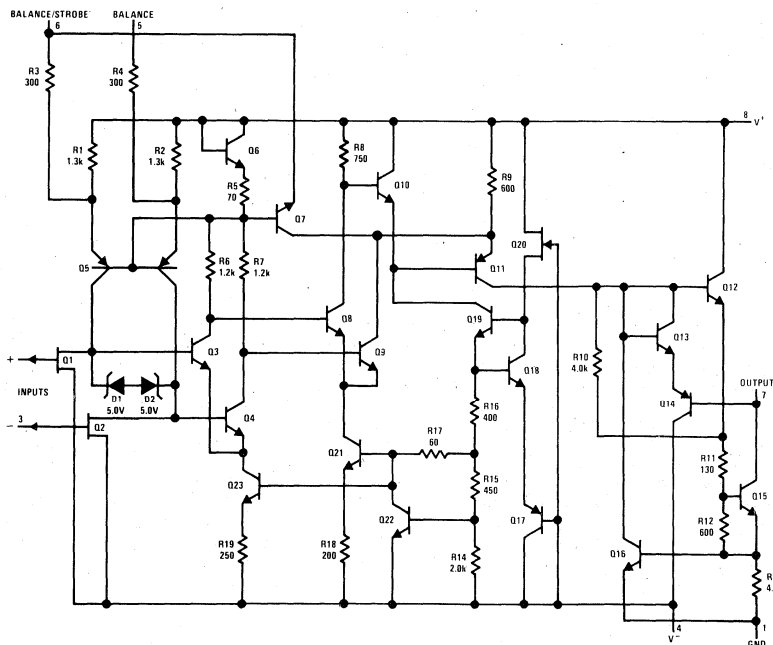 BALANCE/STROBE
6
BALANCE
5
R3
300
R4
300
8
V+
R1
1.3k
R2
1.3k
Q6
R5
70
R8
750
Q10
R9
600
Q7
Q20
Q5
R6
1.2k
R7
1.2k
Q11
Q12
Q8
Q19
Q13
Q3
Q9
Q18
R10
4.0k
+
Q1
Q14
OUTPUT
7
INPUTS
D1
5.0V
D2
5.0V
R16
400
3
-
Q2
Q4
R17
60
R11
130
Q21
R15
450
Q15
Q23
Q22
Q17
R12
600
Q16
R19
250
R18
200
R14
2.0k
R
4.
4
V-
1
GND